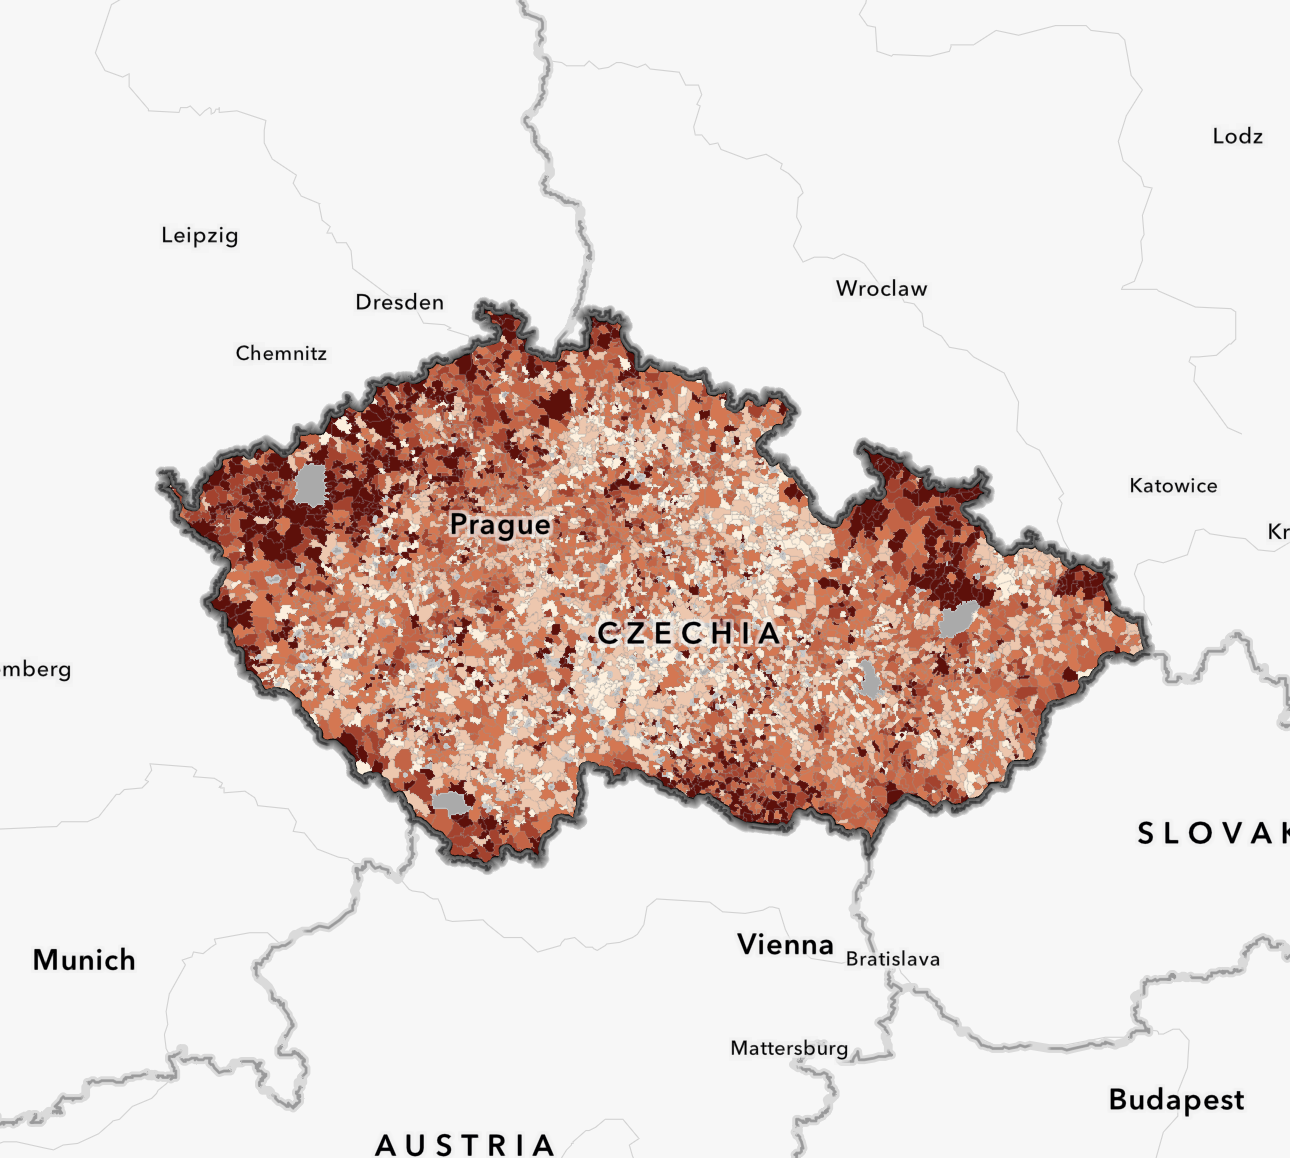 Lodz
Leipzig
Wroclaw
Dresden
Chemnitz
Katowice
Kr
Prague
CZECHIA
mberg
SLOVAK
Vienna
Bratislava
Munich
Mattersburg
Budapest
AUSTRIA